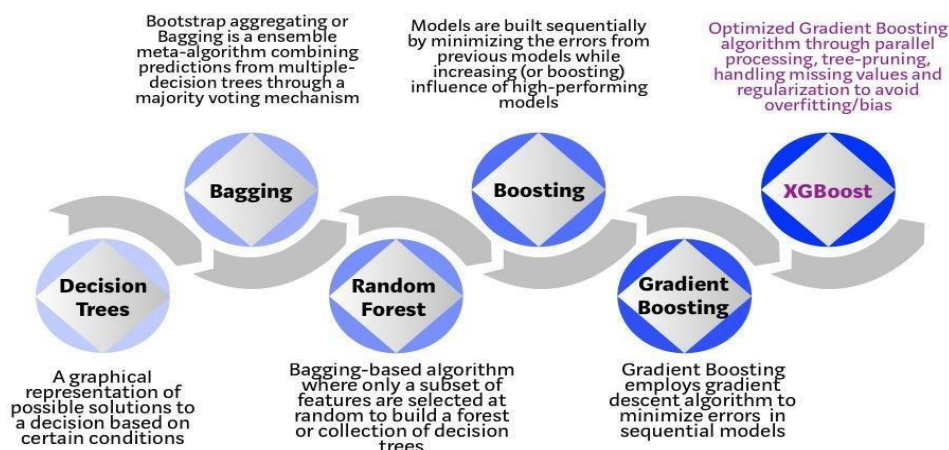 Bootstrap aggregating or
Bagging is a ensemble
meta-algorithm combining
predictions from multiple-
decision trees through a
majority voting mechanism
Models are built sequentially
by minimizing the errors from
previous models while
increasing (or boosting)
influence of high-performing
models
Optimized Gradient Boosting
algorithm through parallel
processing, tree-pruning,
handling missing values and
regularization to avoid
overfitting/bias
Bagging
Boosting
XGBoost
Decision
Trees
Random
Forest
Gradient
Boosting
A graphical
representation of
possible solutions to
a decision based on
certain conditions
Bagging-based algorithm
where only a subset of
features are selected at
random to build a forest
or collection of decision
trees
Gradient Boosting
employs gradient
descent algorithm to
minimize errors in
sequential models